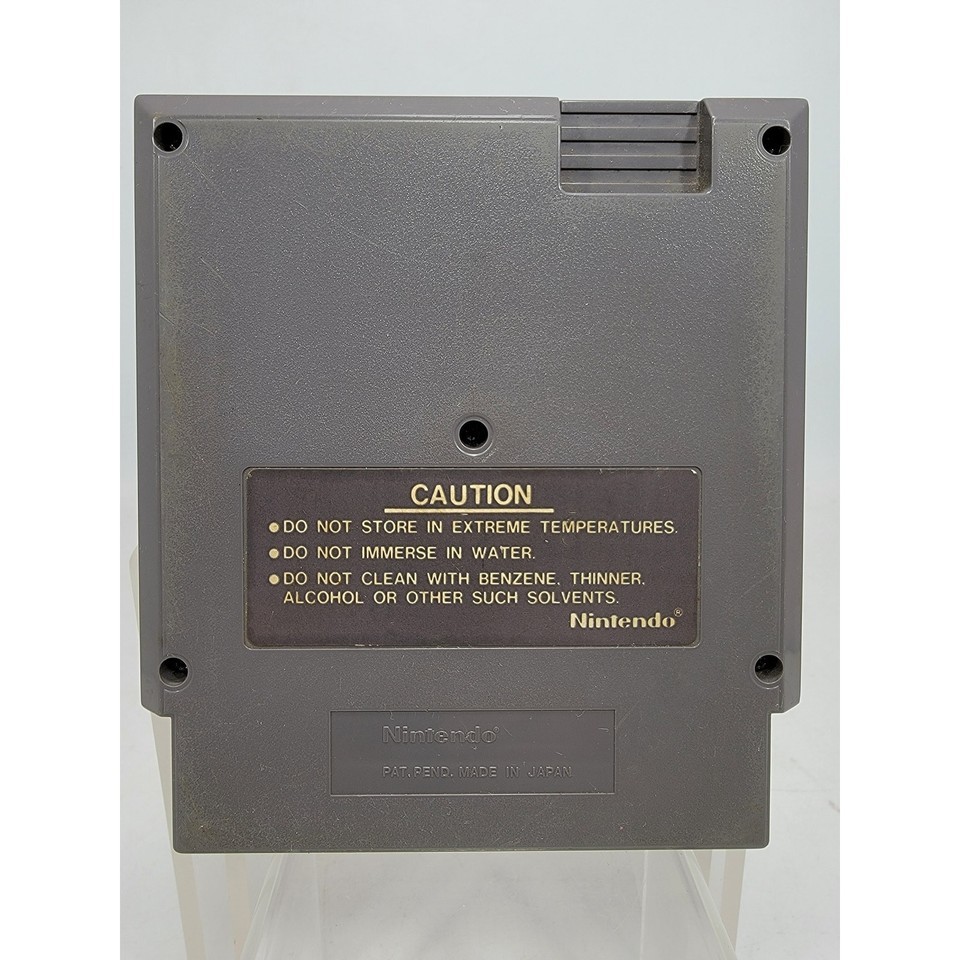 CAUTION
●DO NOT STORE IN EXTREME TEMPERATURES.
●DO NOT IMMERSE IN WATER.
●DO NOT CLEAN WITH BENZENE, THINNER,
ALCOHOL OR OTHER SUCH SOLVENTS.
Nintendo®
Nintendo®
PAT. PEND. MADE IN JAPAN